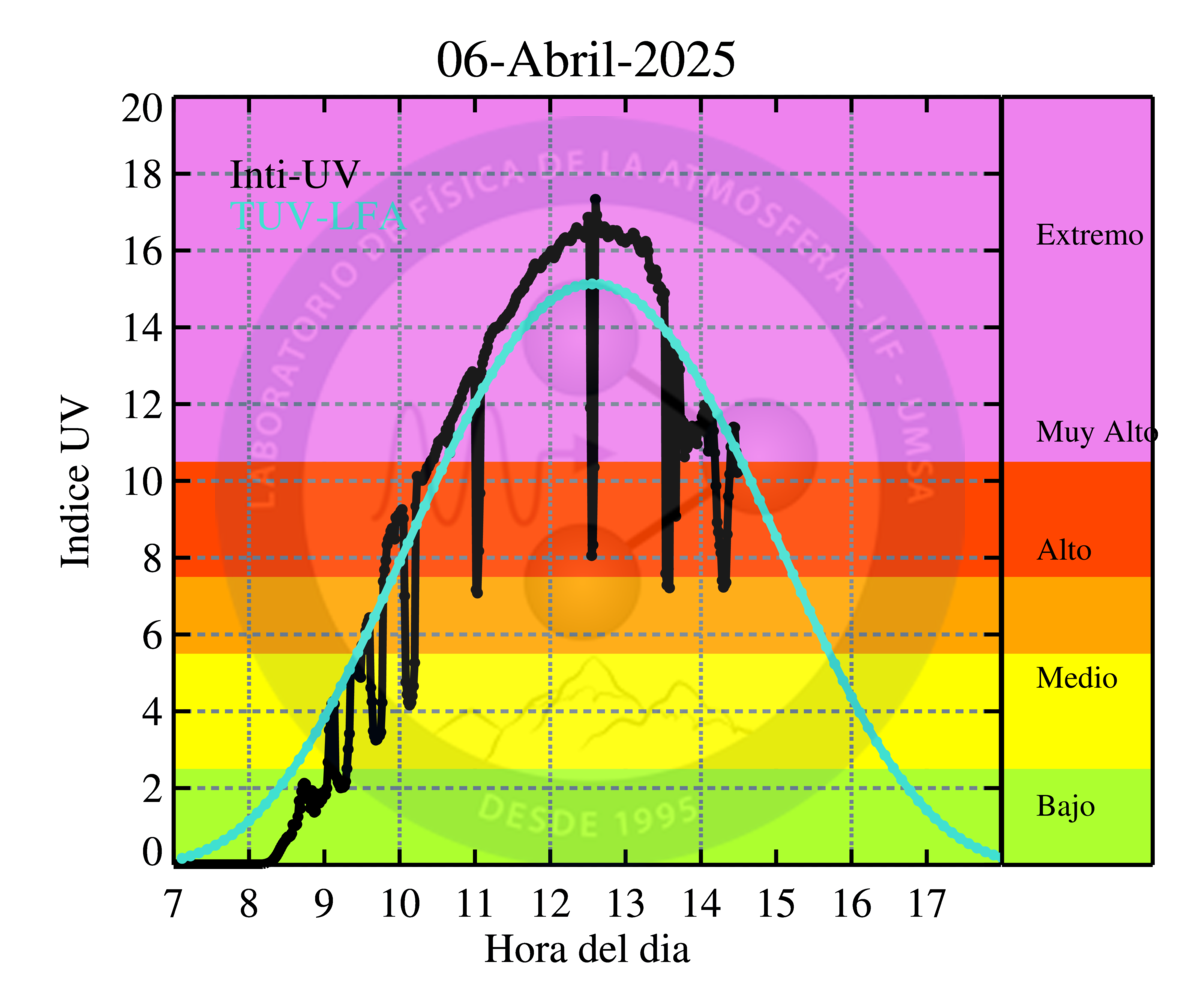 06-Abril-2025
20
18
16
14
12
10
8
6
4
2
0
Indice UV
Inti-UV
TUV-LFA
LABORATORIO DE FÍSICA DE LA ATMÓSFERA - IIF - UMSA
DESDE 1995
Extremo
Muy Alto
Alto
Medio
Bajo
7 8 9 10 11 12 13 14 15 16 17
Hora del dia